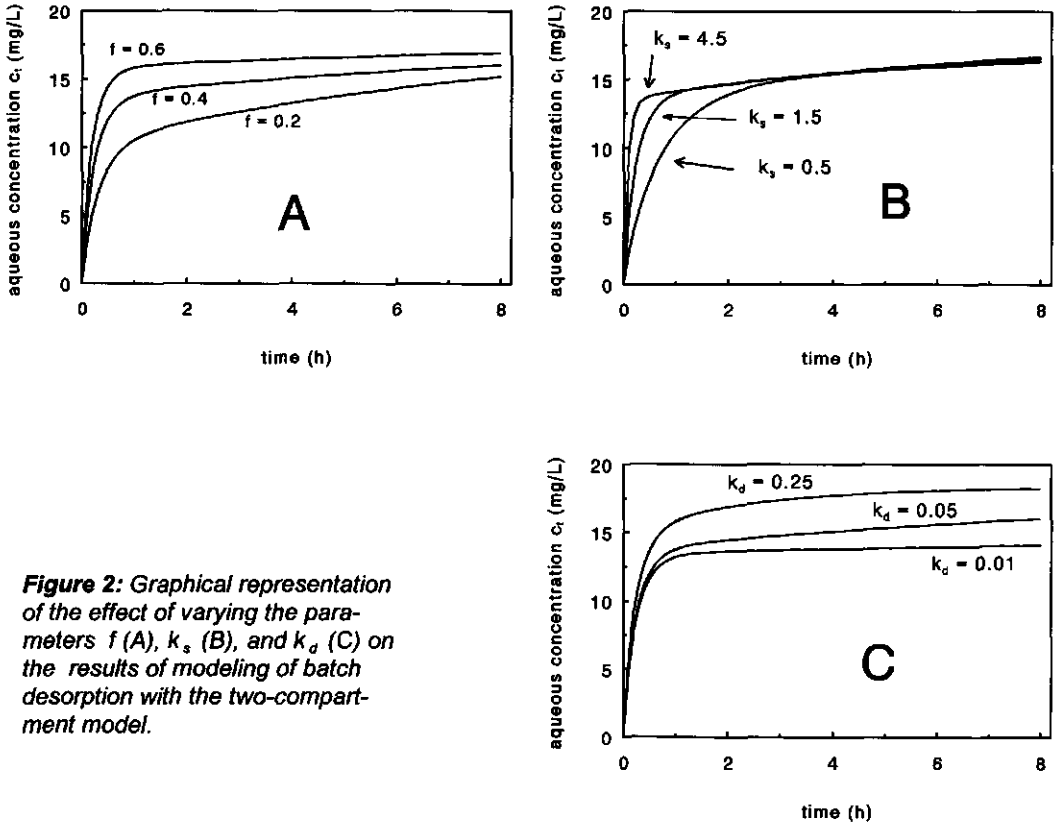 20
15
10
5
0
aqueous concentration cₜ (mg/L)
f = 0.6
f = 0.4
f = 0.2
A
0 2 4 6 8
time (h)
20
15
10
5
0
aqueous concentration cₜ (mg/L)
kₛ = 4.5
kₛ = 1.5
kₛ = 0.5
B
0 2 4 6 8
time (h)
Figure 2: Graphical representation
of the effect of varying the para-
meters f (A), kₛ (B), and k_d (C) on
the results of modeling of batch
desorption with the two-compart-
ment model.
20
15
10
5
0
aqueous concentration cₜ (mg/L)
k_d = 0.25
k_d = 0.05
k_d = 0.01
C
0 2 4 6 8
time (h)